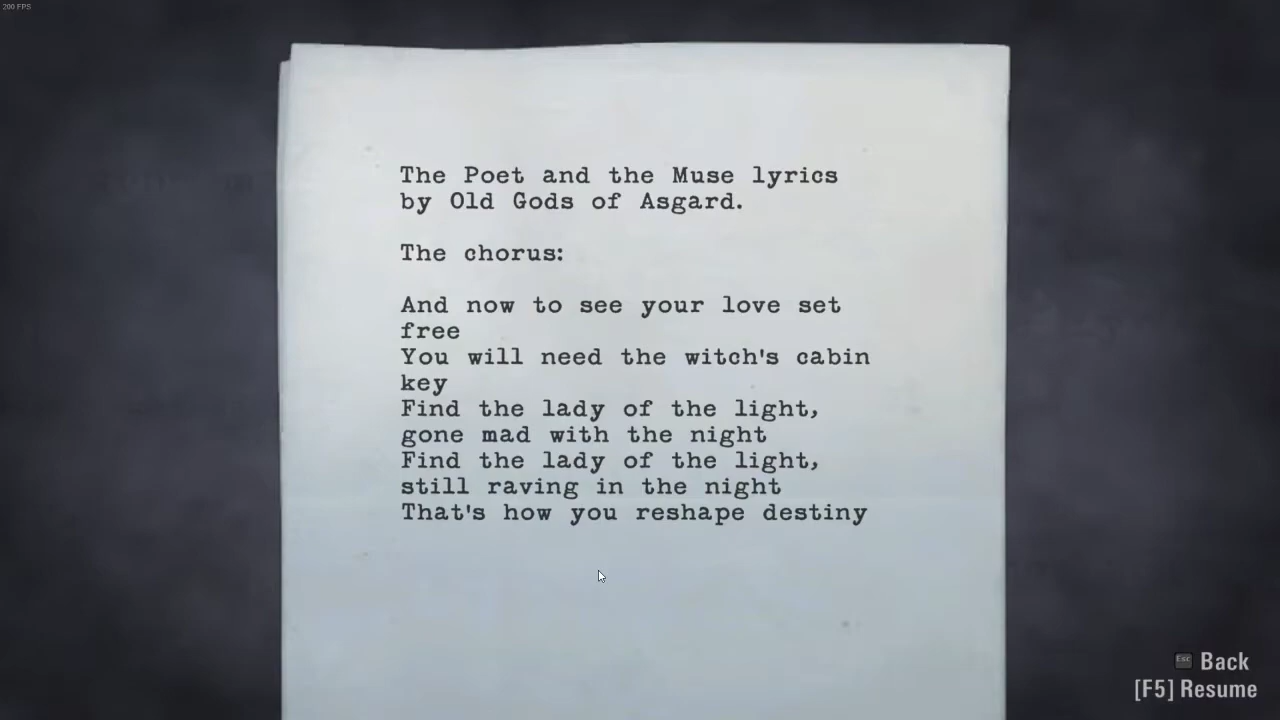 200 FPS
The Poet and the Muse lyrics
by Old Gods of Asgard.
The chorus:
And now to see your love set
free
You will need the witch's cabin
key
Find the lady of the light,
gone mad with the night
Find the lady of the light,
still raving in the night
That's how you reshape destiny
Esc Back
[F5] Resume